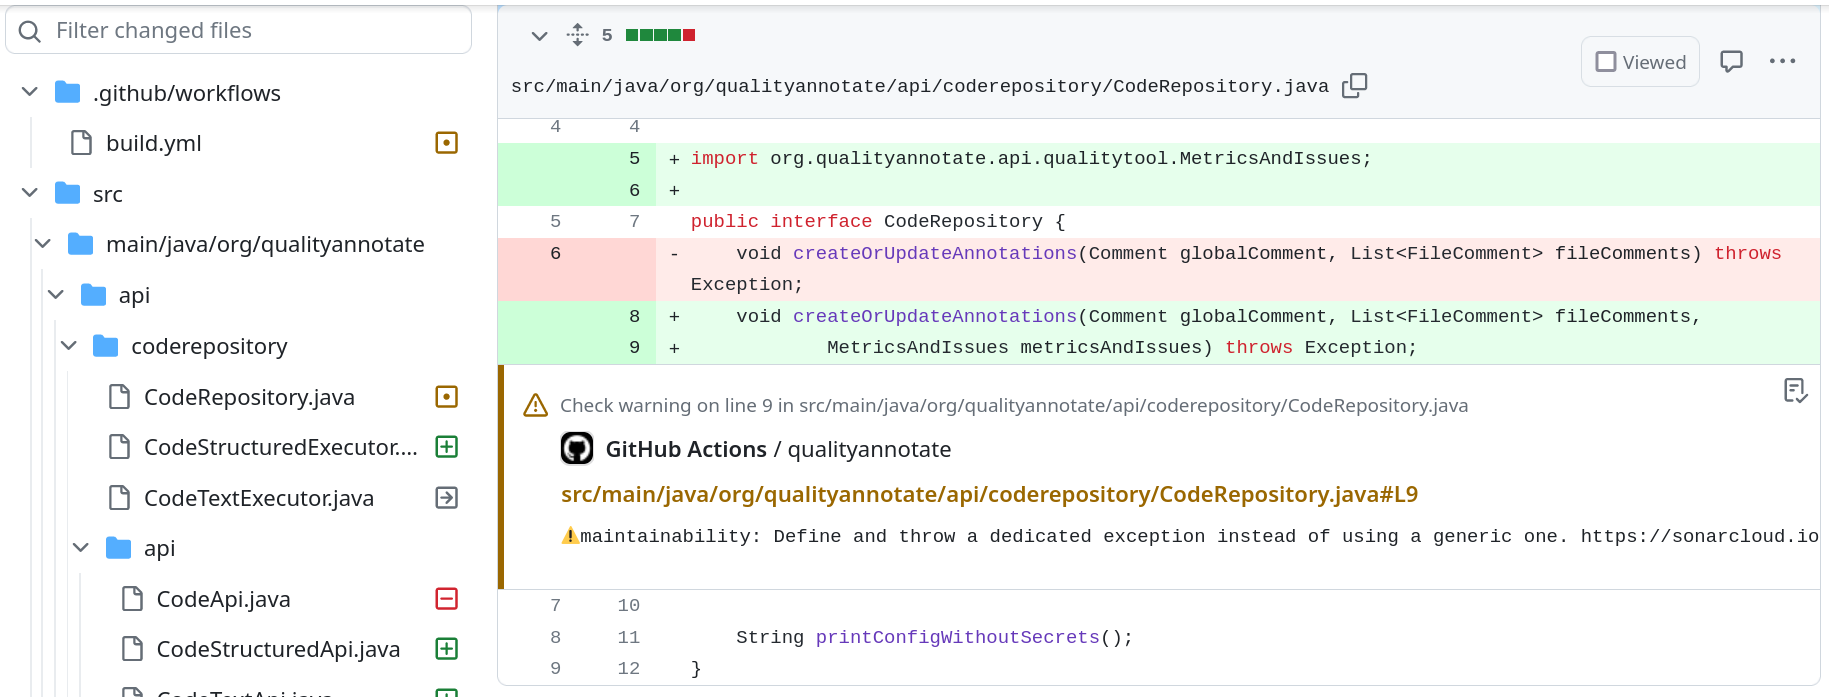 Filter changed files
.github/workflows
build.yml
src
main/java/org/qualityannotate
api
coderepository
CodeRepository.java
CodeStructuredExecutor....
CodeTextExecutor.java
api
CodeApi.java
CodeStructuredApi.java
CodeTextApi.java
5
Viewed
src/main/java/org/qualityannotate/api/coderepository/CodeRepository.java
4 4
5 + import org.qualityannotate.api.qualitytool.MetricsAndIssues;
6 +
5 7 public interface CodeRepository {
6 - void createOrUpdateAnnotations(Comment globalComment, List<FileComment> fileComments) throws
Exception;
8 + void createOrUpdateAnnotations(Comment globalComment, List<FileComment> fileComments,
9 + MetricsAndIssues metricsAndIssues) throws Exception;
Check warning on line 9 in src/main/java/org/qualityannotate/api/coderepository/CodeRepository.java
GitHub Actions / qualityannotate
src/main/java/org/qualityannotate/api/coderepository/CodeRepository.java#L9
⚠maintainability: Define and throw a dedicated exception instead of using a generic one. https://sonarcloud.io
7 10
8 11 String printConfigWithoutSecrets();
9 12 }